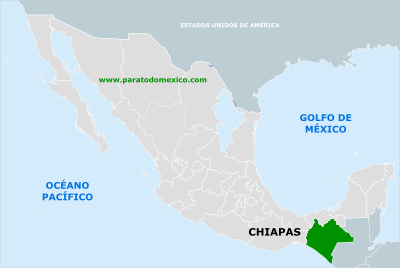 ESTADOS UNIDOS DE AMÉRICA
www.paratodomexico.com
GOLFO DE
MÉXICO
OCÉANO
PACÍFICO
CHIAPAS